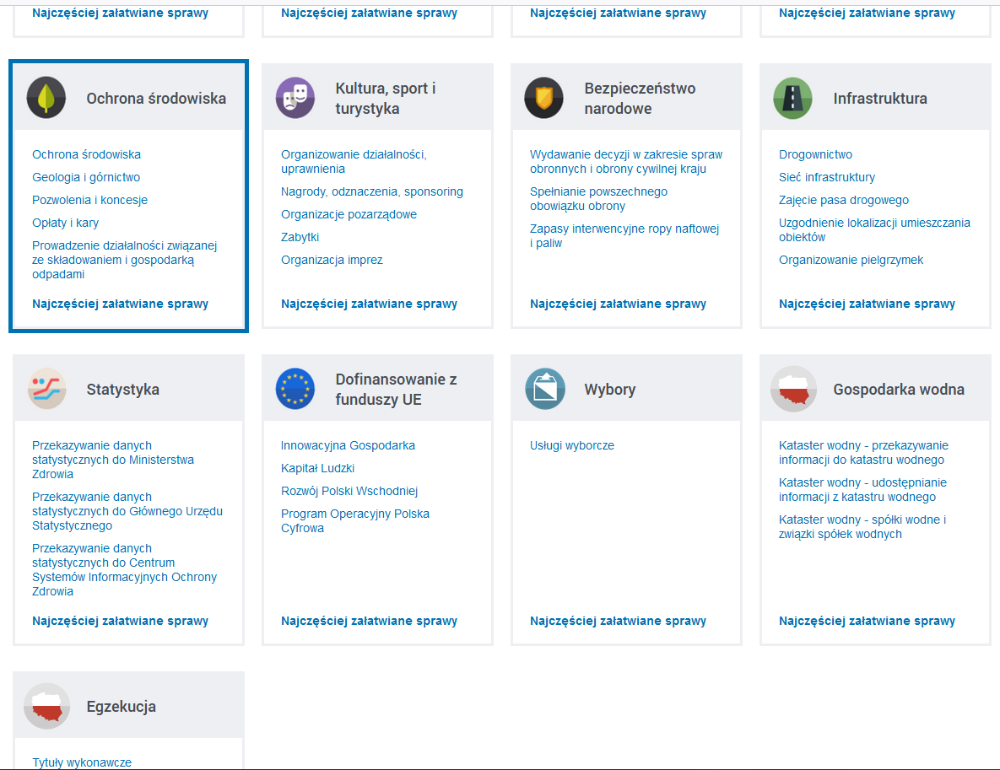 Najczęściej załatwiane sprawy
Najczęściej załatwiane sprawy
Najczęściej załatwiane sprawy
Najczęściej załatwiane sprawy
Ochrona środowiska
Ochrona środowiska
Geologia i górnictwo
Pozwolenia i koncesje
Opłaty i kary
Prowadzenie działalności związanej
ze składowaniem i gospodarką
odpadami
Najczęściej załatwiane sprawy
Kultura, sport i
turystyka
Organizowanie działalności,
uprawnienia
Nagrody, odznaczenia, sponsoring
Organizacje pozarządowe
Zabytki
Organizacja imprez
Najczęściej załatwiane sprawy
Bezpieczeństwo
narodowe
Wydawanie decyzji w zakresie spraw
obronnych i obrony cywilnej kraju
Spełnianie powszechnego
obowiązku obrony
Zapasy interwencyjne ropy naftowej
i paliw
Najczęściej załatwiane sprawy
Infrastruktura
Drogownictwo
Sieć infrastruktury
Zajęcie pasa drogowego
Uzgodnienie lokalizacji umieszczania
obiektów
Organizowanie pielgrzymek
Najczęściej załatwiane sprawy
Statystyka
Przekazywanie danych
statystycznych do Ministerstwa
Zdrowia
Przekazywanie danych
statystycznych do Głównego Urzędu
Statystycznego
Przekazywanie danych
statystycznych do Centrum
Systemów Informacyjnych Ochrony
Zdrowia
Najczęściej załatwiane sprawy
Dofinansowanie z
funduszy UE
Innowacyjna Gospodarka
Kapitał Ludzki
Rozwój Polski Wschodniej
Program Operacyjny Polska
Cyfrowa
Najczęściej załatwiane sprawy
Wybory
Usługi wyborcze
Najczęściej załatwiane sprawy
Gospodarka wodna
Kataster wodny - przekazywanie
informacji do katastru wodnego
Kataster wodny - udostępnianie
informacji z katastru wodnego
Kataster wodny - spółki wodne i
związki spółek wodnych
Najczęściej załatwiane sprawy
Egzekucja
Tytuły wykonawcze